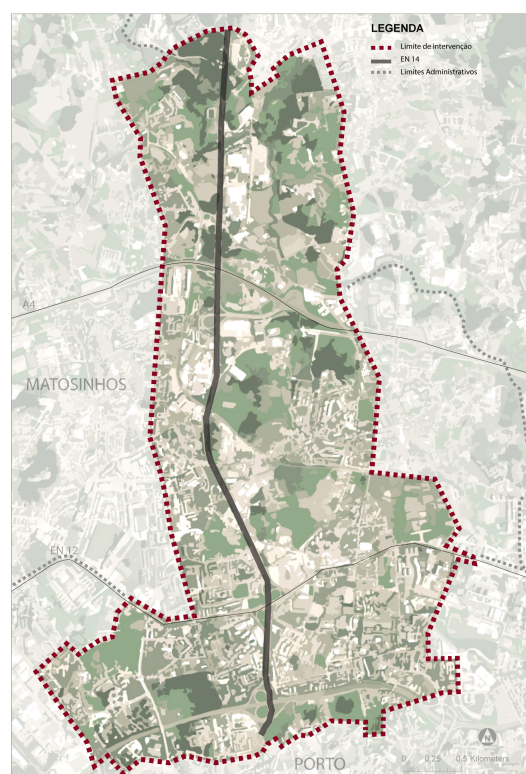 LEGENDA
Limite de intervenção
EN 14
Limites Administrativos
A4
MATOSINHOS
EN 12
N
0 0,25 0,5 Kilometers
PORTO